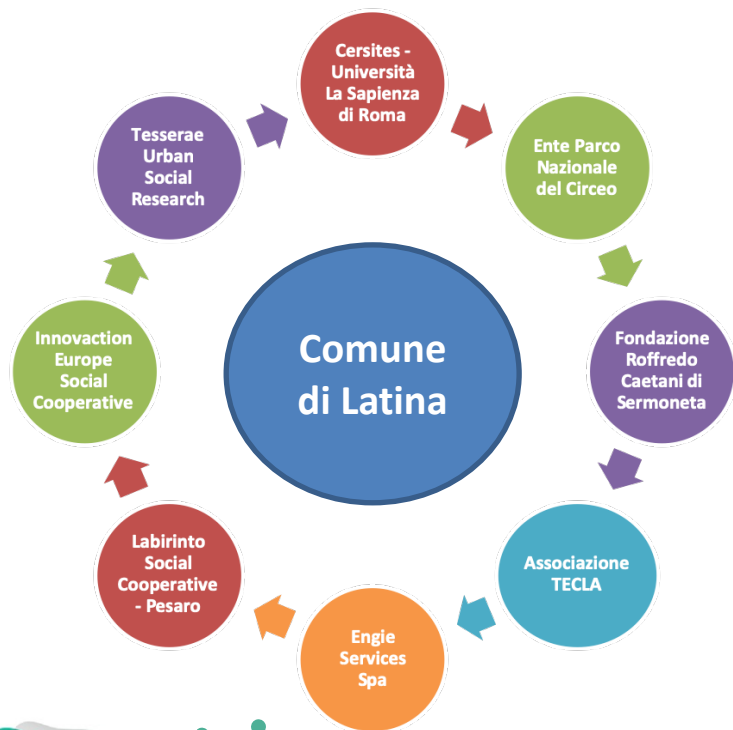 Cersites -
Università
La Sapienza
di Roma
Ente Parco
Nazionale
del Circeo
Fondazione
Roffredo
Caetani di
Sermoneta
Associazione
TECLA
Engie
Services
Spa
Labirinto
Social
Cooperative
- Pesaro
Innovaction
Europe
Social
Cooperative
Tesserae
Urban
Social
Research
Comune
di Latina